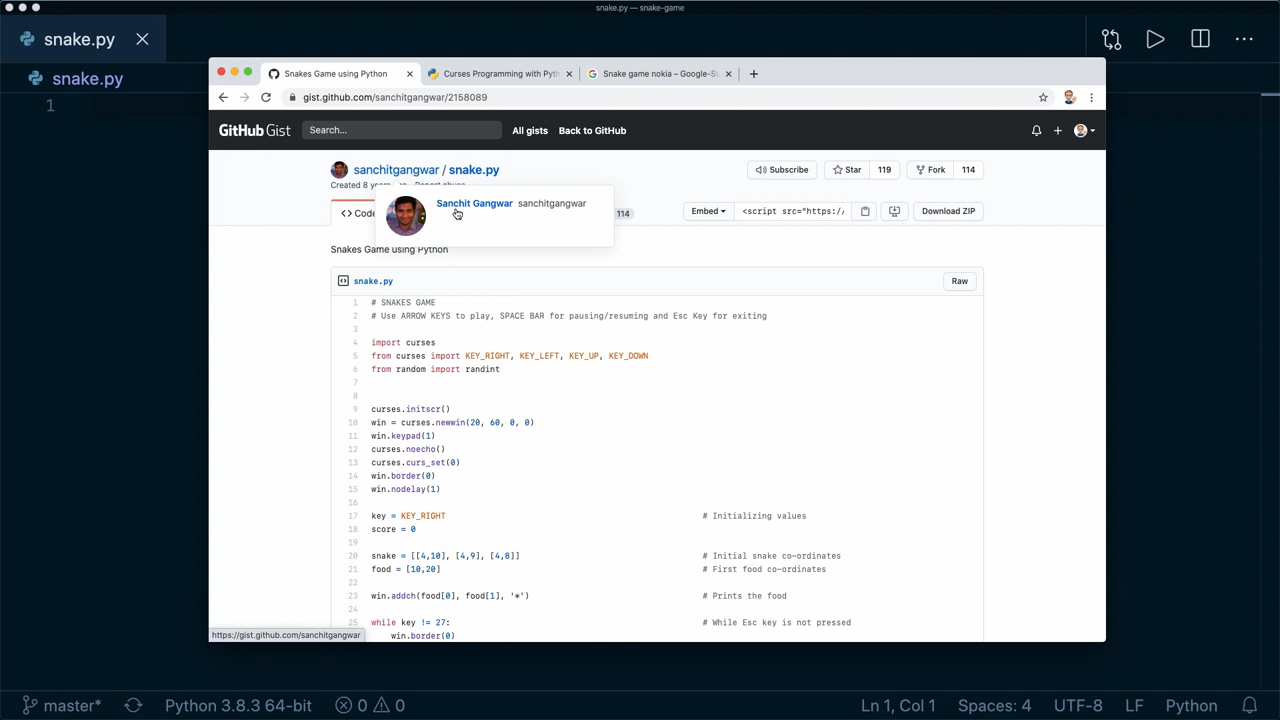 snake.py — snake-game
snake.py
snake.py
1
Snakes Game using Python
Curses Programming with Pyth
Snake game nokia – Google-Su
gist.github.com/sanchitgangwar/2158089
GitHub Gist
Search...
All gists
Back to GitHub
sanchitgangwar / snake.py
Subscribe
Star
119
Fork
114
Created 8 years
Report abuse
Sanchit Gangwar sanchitgangwar
<> Code
114
Embed
<script src="https:/
Download ZIP
Snakes Game using Python
snake.py
Raw
1 # SNAKES GAME
2 # Use ARROW KEYS to play, SPACE BAR for pausing/resuming and Esc Key for exiting
3
4 import curses
5 from curses import KEY_RIGHT, KEY_LEFT, KEY_UP, KEY_DOWN
6 from random import randint
7
8
9 curses.initscr()
10 win = curses.newwin(20, 60, 0, 0)
11 win.keypad(1)
12 curses.noecho()
13 curses.curs_set(0)
14 win.border(0)
15 win.nodelay(1)
16
17 key = KEY_RIGHT # Initializing values
18 score = 0
19
20 snake = [[4,10], [4,9], [4,8]] # Initial snake co-ordinates
21 food = [10,20] # First food co-ordinates
22
23 win.addch(food[0], food[1], '*') # Prints the food
24
25 while key != 27: # While Esc key is not pressed
win.border(0)
https://gist.github.com/sanchitgangwar
master*
Python 3.8.3 64-bit
0
0
Ln 1, Col 1
Spaces: 4
UTF-8
LF
Python